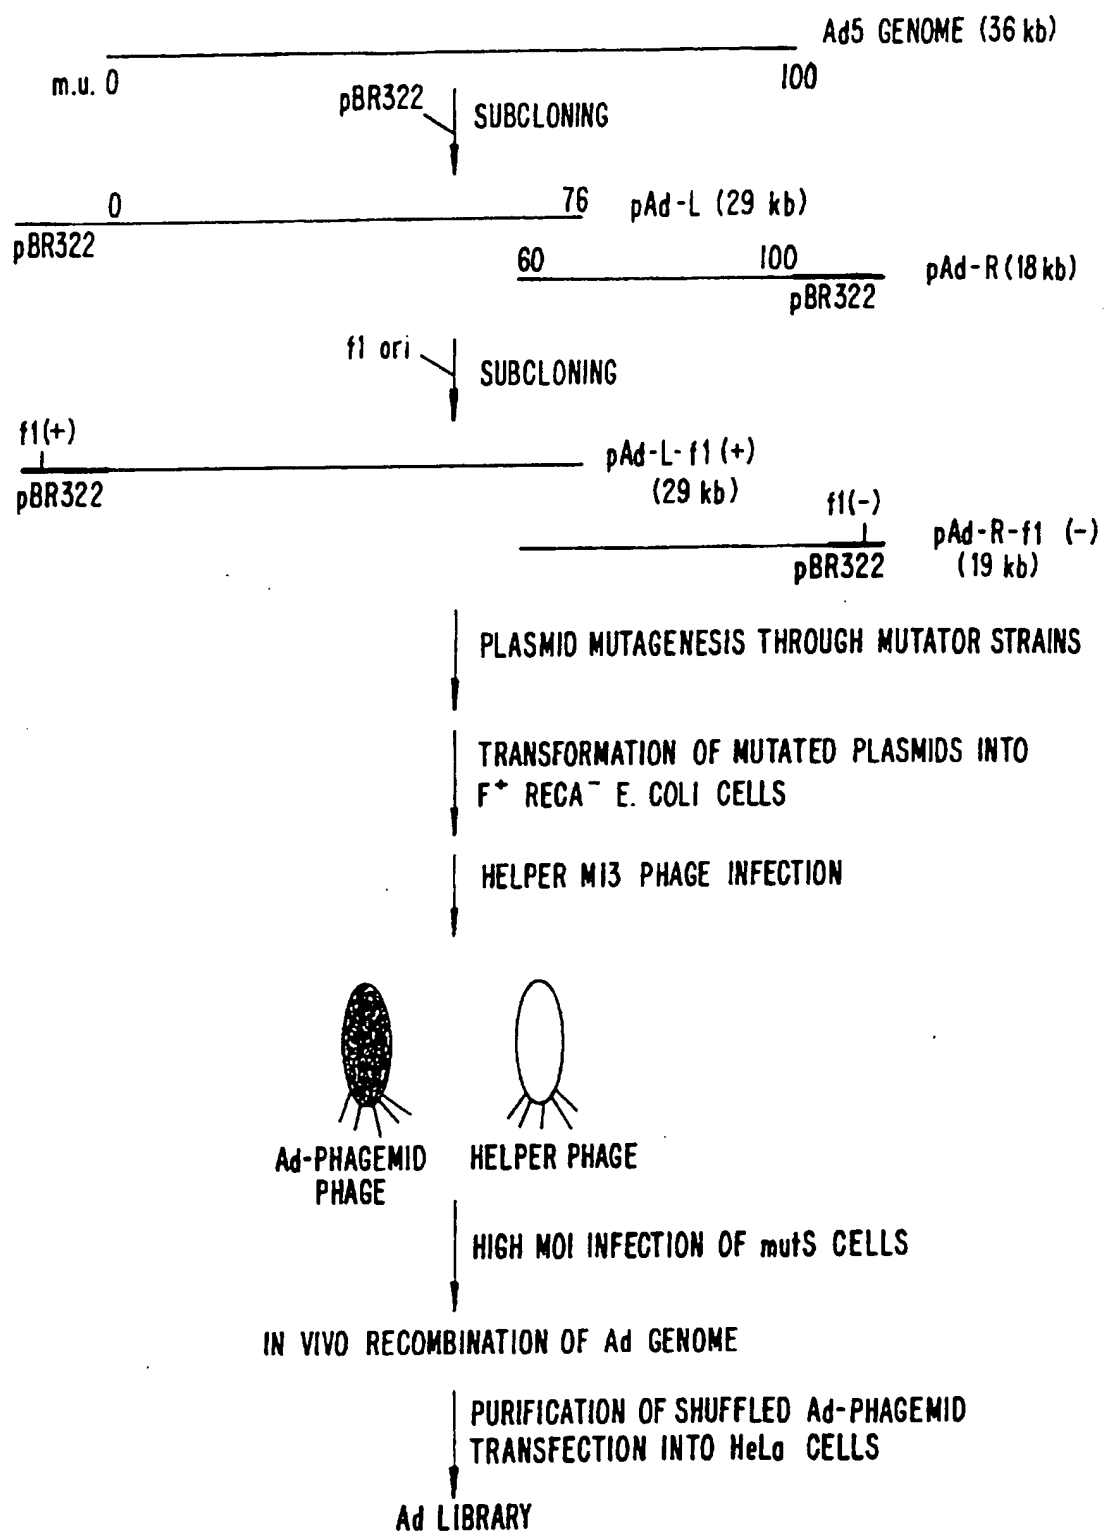 Ad5 GENOME (36 kb)
m.u. 0
100
pBR322
SUBCLONING
0
76
pAd-L (29 kb)
pBR322
60
100
pAd-R (18 kb)
pBR322
f1 ori
SUBCLONING
f1(+)
pAd-L-f1 (+)
(29 kb)
pBR322
f1(-)
pAd-R-f1 (-)
(19 kb)
pBR322
PLASMID MUTAGENESIS THROUGH MUTATOR STRAINS
TRANSFORMATION OF MUTATED PLASMIDS INTO
F⁺ RECA⁻ E. COLI CELLS
HELPER M13 PHAGE INFECTION
Ad-PHAGEMID
PHAGE
HELPER PHAGE
HIGH MOI INFECTION OF mutS CELLS
IN VIVO RECOMBINATION OF Ad GENOME
PURIFICATION OF SHUFFLED Ad-PHAGEMID
TRANSFECTION INTO HeLa CELLS
Ad LIBRARY